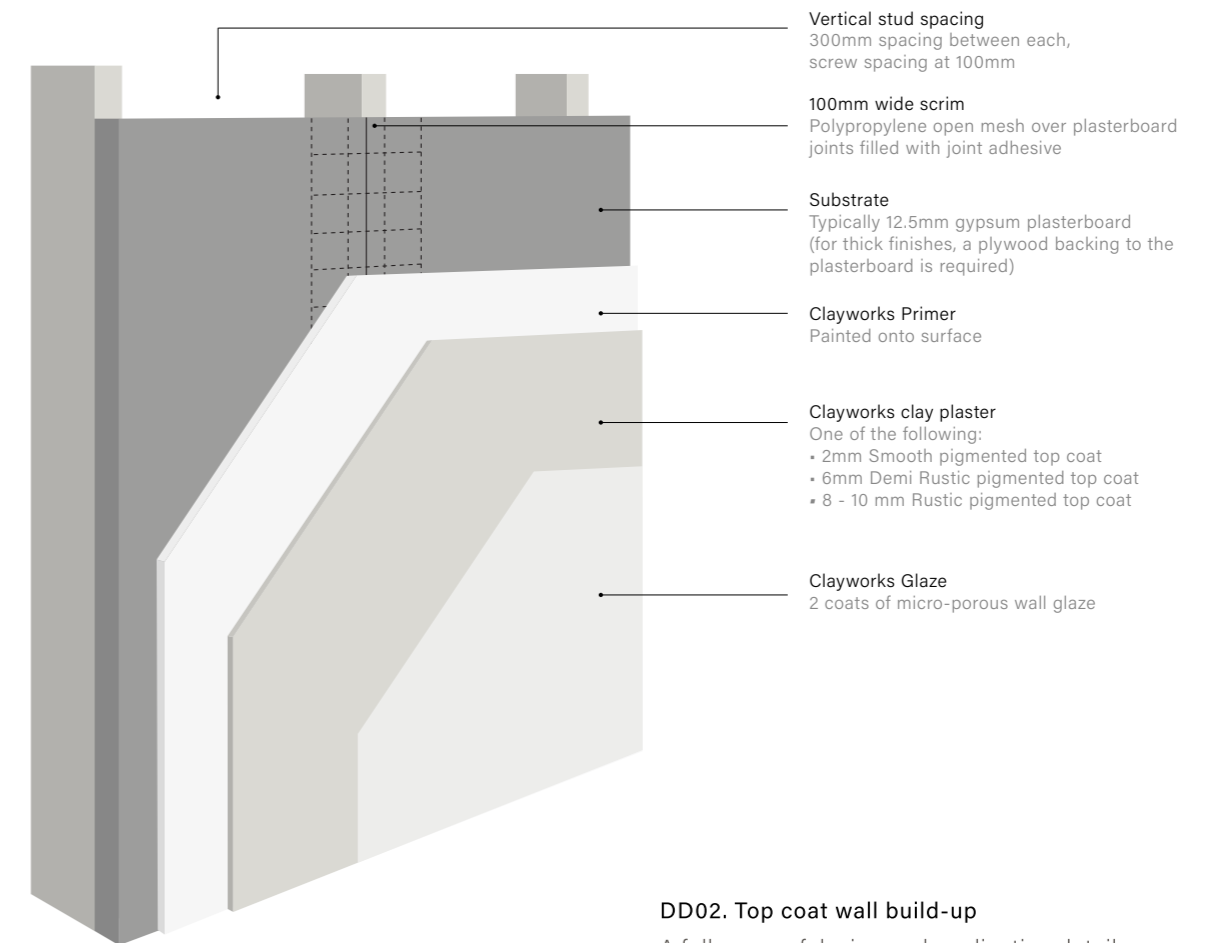 Vertical stud spacing
300mm spacing between each,
screw spacing at 100mm
100mm wide scrim
Polypropylene open mesh over plasterboard
joints filled with joint adhesive
Substrate
Typically 12.5mm gypsum plasterboard
(for thick finishes, a plywood backing to the
plasterboard is required)
Clayworks Primer
Painted onto surface
Clayworks clay plaster
One of the following:
• 2mm Smooth pigmented top coat
• 6mm Demi Rustic pigmented top coat
• 8 - 10 mm Rustic pigmented top coat
Clayworks Glaze
2 coats of micro-porous wall glaze
DD02. Top coat wall build-up